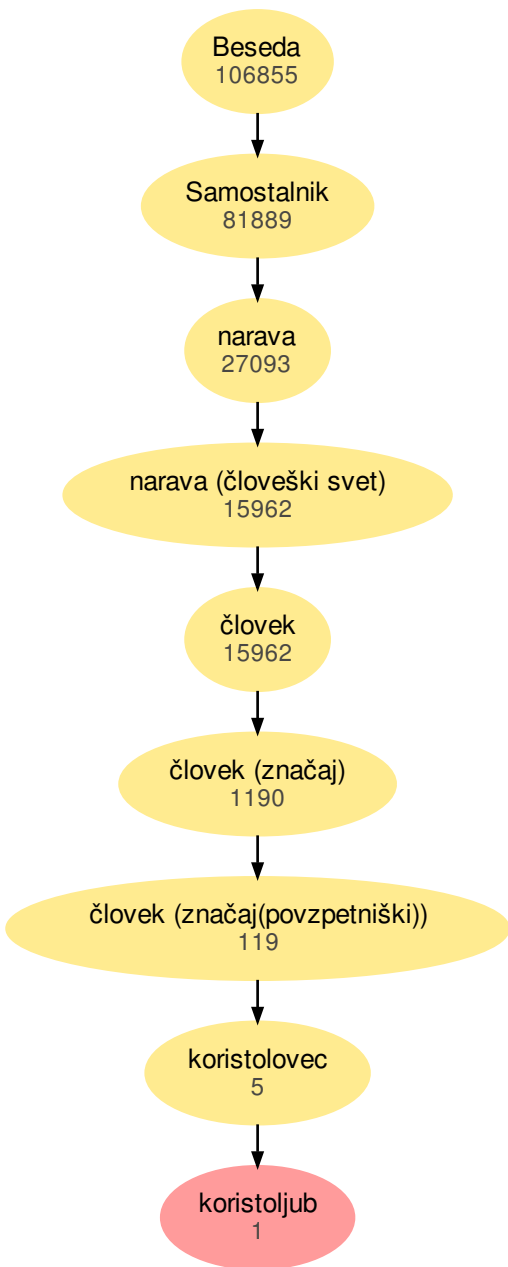 Beseda
106855
Samostalnik
81889
narava
27093
narava (človeški svet)
15962
človek
15962
človek (značaj)
1190
človek (značaj(povzpetniški))
119
koristolovec
5
koristoljub
1